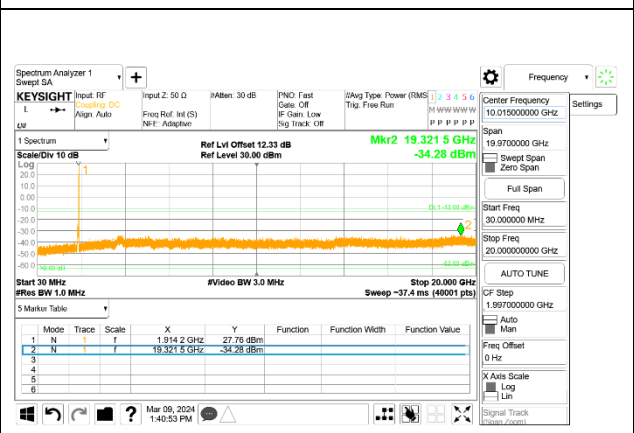 Spectrum Analyzer 1
Swept SA
Frequency
KEYSIGHT
Input: RF
Input Z: 50 Ω
#Atten: 30 dB
PNO: Fast
#Avg Type: Power (RMS
1 2 3 4 5 6
Coupling: DC
Gate: Off
Trig: Free Run
L
Align: Auto
Freq Ref: Int (S)
IF Gain: Low
M W W W W W
NFE: Adaptive
Sig Track: Off
P P P P P P
Center Frequency
10.015000000 GHz
Settings
Span
19.9700000 GHz
Swept Span
Zero Span
Full Span
Start Freq
30.000000 MHz
Stop Freq
20.000000000 GHz
AUTO TUNE
CF Step
1.997000000 GHz
Auto
Man
Freq Offset
0 Hz
X Axis Scale
Log
Lin
Signal Track
(Span Zoom)
1 Spectrum
Ref Lvl Offset 12.33 dB
Mkr2 19.321 5 GHz
Scale/Div 10 dB
Ref Level 30.00 dBm
-34.28 dBm
Log
20.0
10.0
0.00
-10.0
-20.0
-30.0
-40.0
-50.0
-60.0
1
2
Start 30 MHz
#Video BW 3.0 MHz
Stop 20.000 GHz
#Res BW 1.0 MHz
Sweep ~37.4 ms (40001 pts)
5 Marker Table
Mode Trace Scale X Y Function Function Width Function Value
1 N 1 f 1.914 2 GHz 27.76 dBm
2 N 1 f 19.321 5 GHz -34.28 dBm
3
4
5
6
?
Mar 09, 2024
1:40:53 PM